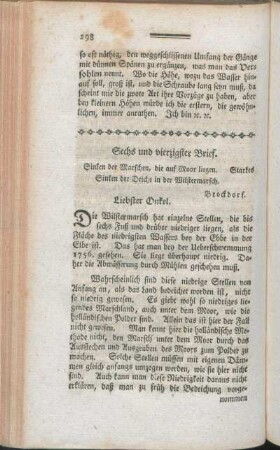 298
so oft nöthig, den weggeschlissenen Umfang der Gänge
mit dünnen Spänen zu ergänzen, was man das Ver=
sohlen nennt. Wo die Höhe, wozu das Wasser hin=
auf soll, groß ist, und die Schraube lang seyn muß, da
scheint mir die zwote Art ihre Vorzüge zu haben, aber
bey kleinern Höhen würde ich die erstern, die gewöhn=
lichen, immer anrathen. Ich bin ꝛc. ꝛc.
Sechs und vierzigster Brief.
Sinken der Marschen, die auf Moor liegen. Starkes
Sinken der Deiche in der Wilstermarsch.
Brockdorf.
Liebster Onkel.
Die Wilstermarsch hat einzelne Stellen, die bis
sechs Fuß und drüber niedriger liegen, als
die Fläche des niedrigsten Wassers bey der Ebbe in der
Elbe ist. Das hat man bey der Ueberschwemmung
1756. gesehen. Sie liegt überhaupt niedrig. Da=
her die Abwässerung durch Mühlen geschehen muß.
Wahrscheinlich sind diese niedrige Stellen von
Anfang an, als das Land bedeicht worden ist, nicht
so niedrig gewesen. Es giebt wohl so niedriges lie=
gendes Marschland, auch unter dem Moor, wie die
holländischen Polder sind. Allein das ist hier der Fall
nicht gewesen. Man kennt hier die holländische Me=
thode nicht, den Marsch unter dem Moor durch das
Ausstechen und Ausgraben des Moors zum Polder zu
machen. Solche Stellen müssen mit eigenen Däm=
men gleich anfangs umzogen werden, wie sie hier nicht
sind. Auch kann man diese Niedrigkeit daraus nicht
erklären, daß man zu früh die Bedeichung vorge=
nommen